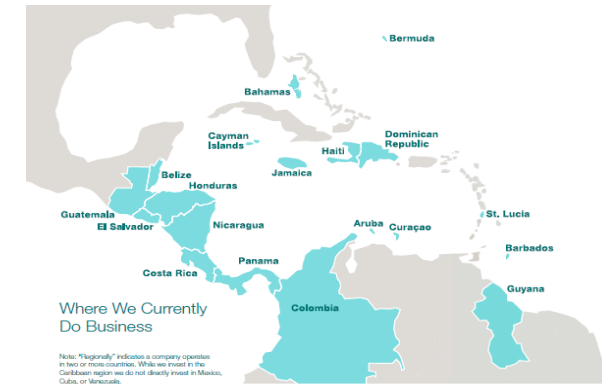 Bermuda
Bahamas
Cayman
Islands
Dominican
Republic
Haiti
Jamaica
Belize
Honduras
Guatemala
El Salvador
Nicaragua
St. Lucia
Aruba
Curaçao
Barbados
Panama
Costa Rica
Guyana
Colombia
Where We Currently
Do Business
Note: "Regionally" indicates a company operates
in two or more countries. While we invest in the
Caribbean region we do not directly invest in Mexico,
Cuba, or Venezuela.